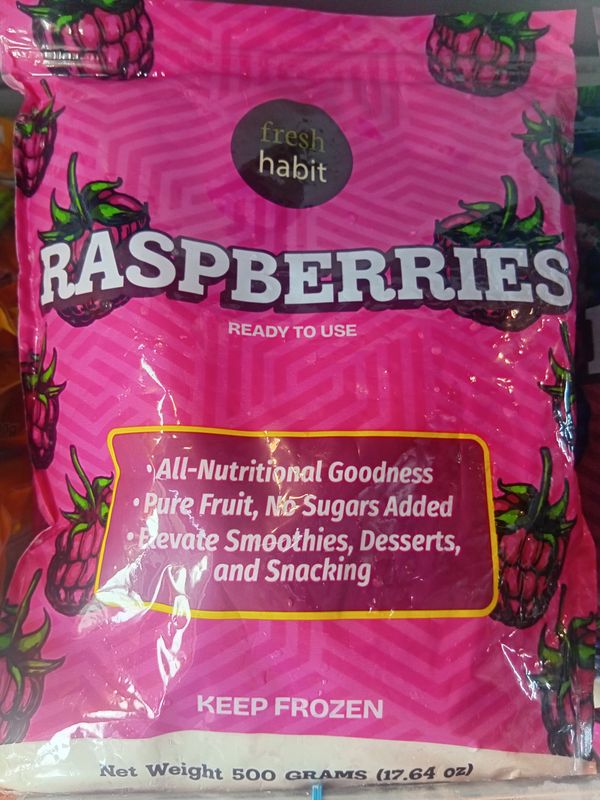 fresh
habit
RASPBERRIES
READY TO USE
• All-Nutritional Goodness
• Pure Fruit, No Sugars Added
• Elevate Smoothies, Desserts,
and Snacking
KEEP FROZEN
Net Weight 500 GRAMS (17.64 oz)